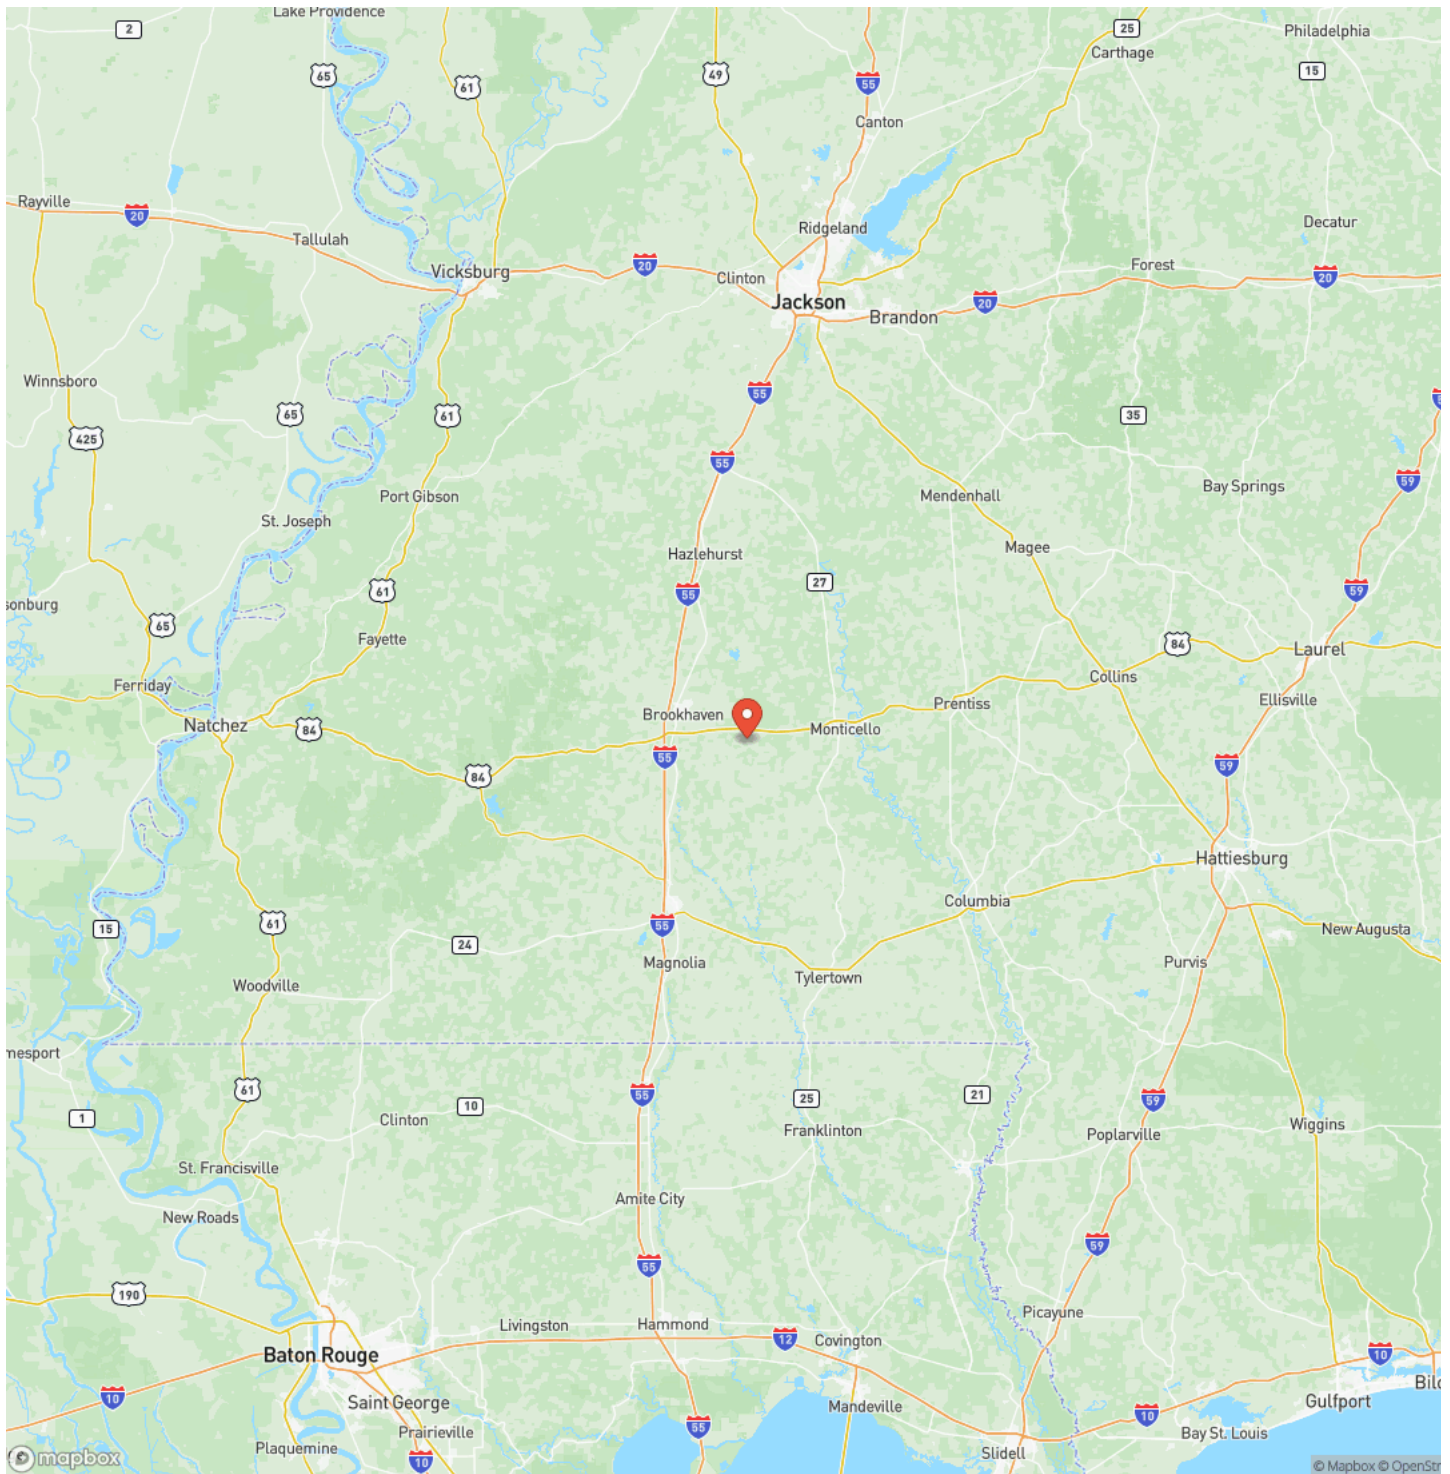 Lake Providence
2
25
Philadelphia
Carthage
65
61
49
55
15
Canton
Rayville
20
Ridgeland
Decatur
Tallulah
Vicksburg
20
Clinton
Forest
20
Jackson
20
Brandon
Winnsboro
55
65
61
35
425
55
59
Bay Springs
Port Gibson
Mendenhall
St. Joseph
Magee
Hazlehurst
27
61
55
59
sonburg
65
Fayette
84
Laurel
Ferriday
Collins
Prentiss
Ellisville
Natchez
84
Brookhaven
Monticello
55
59
84
Hattiesburg
Columbia
61
55
15
24
New Augusta
Magnolia
Purvis
Tylertown
Woodville
mesport
61
55
25
21
59
1
10
Clinton
Franklinton
Poplarville
Wiggins
St. Francisville
Amite City
New Roads
59
55
190
Picayune
Livingston
Hammond
12
Covington
Baton Rouge
10
10
Saint George
Mandeville
Gulfport
Bilo
Prairieville
55
10
Bay St. Louis
Plaquemine
10
Slidell
mapbox
© Mapbox © OpenStr